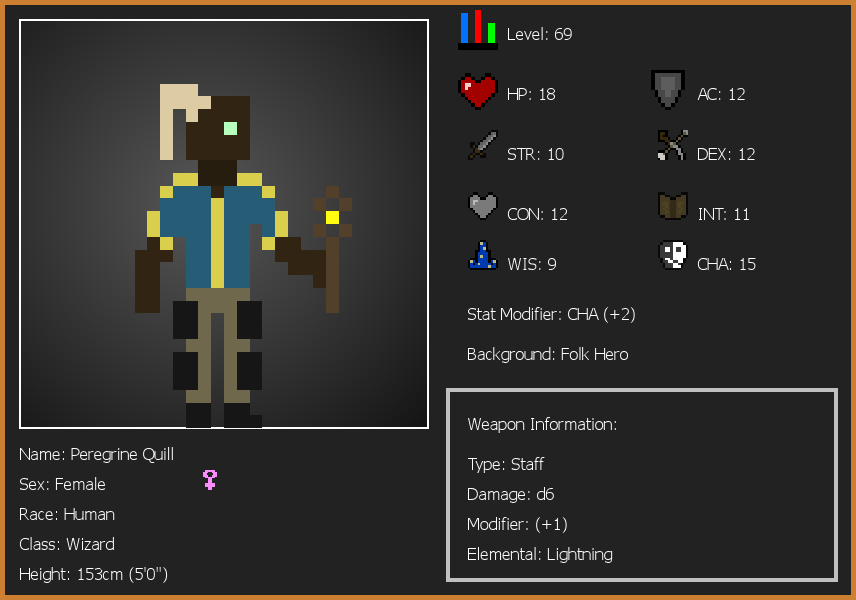 Level: 69
HP: 18
AC: 12
STR: 10
DEX: 12
CON: 12
INT: 11
WIS: 9
CHA: 15
Stat Modifier: CHA (+2)
Background: Folk Hero
Weapon Information:
Type: Staff
Damage: d6
Modifier: (+1)
Elemental: Lightning
Name: Peregrine Quill
Sex: Female
Race: Human
Class: Wizard
Height: 153cm (5'0")